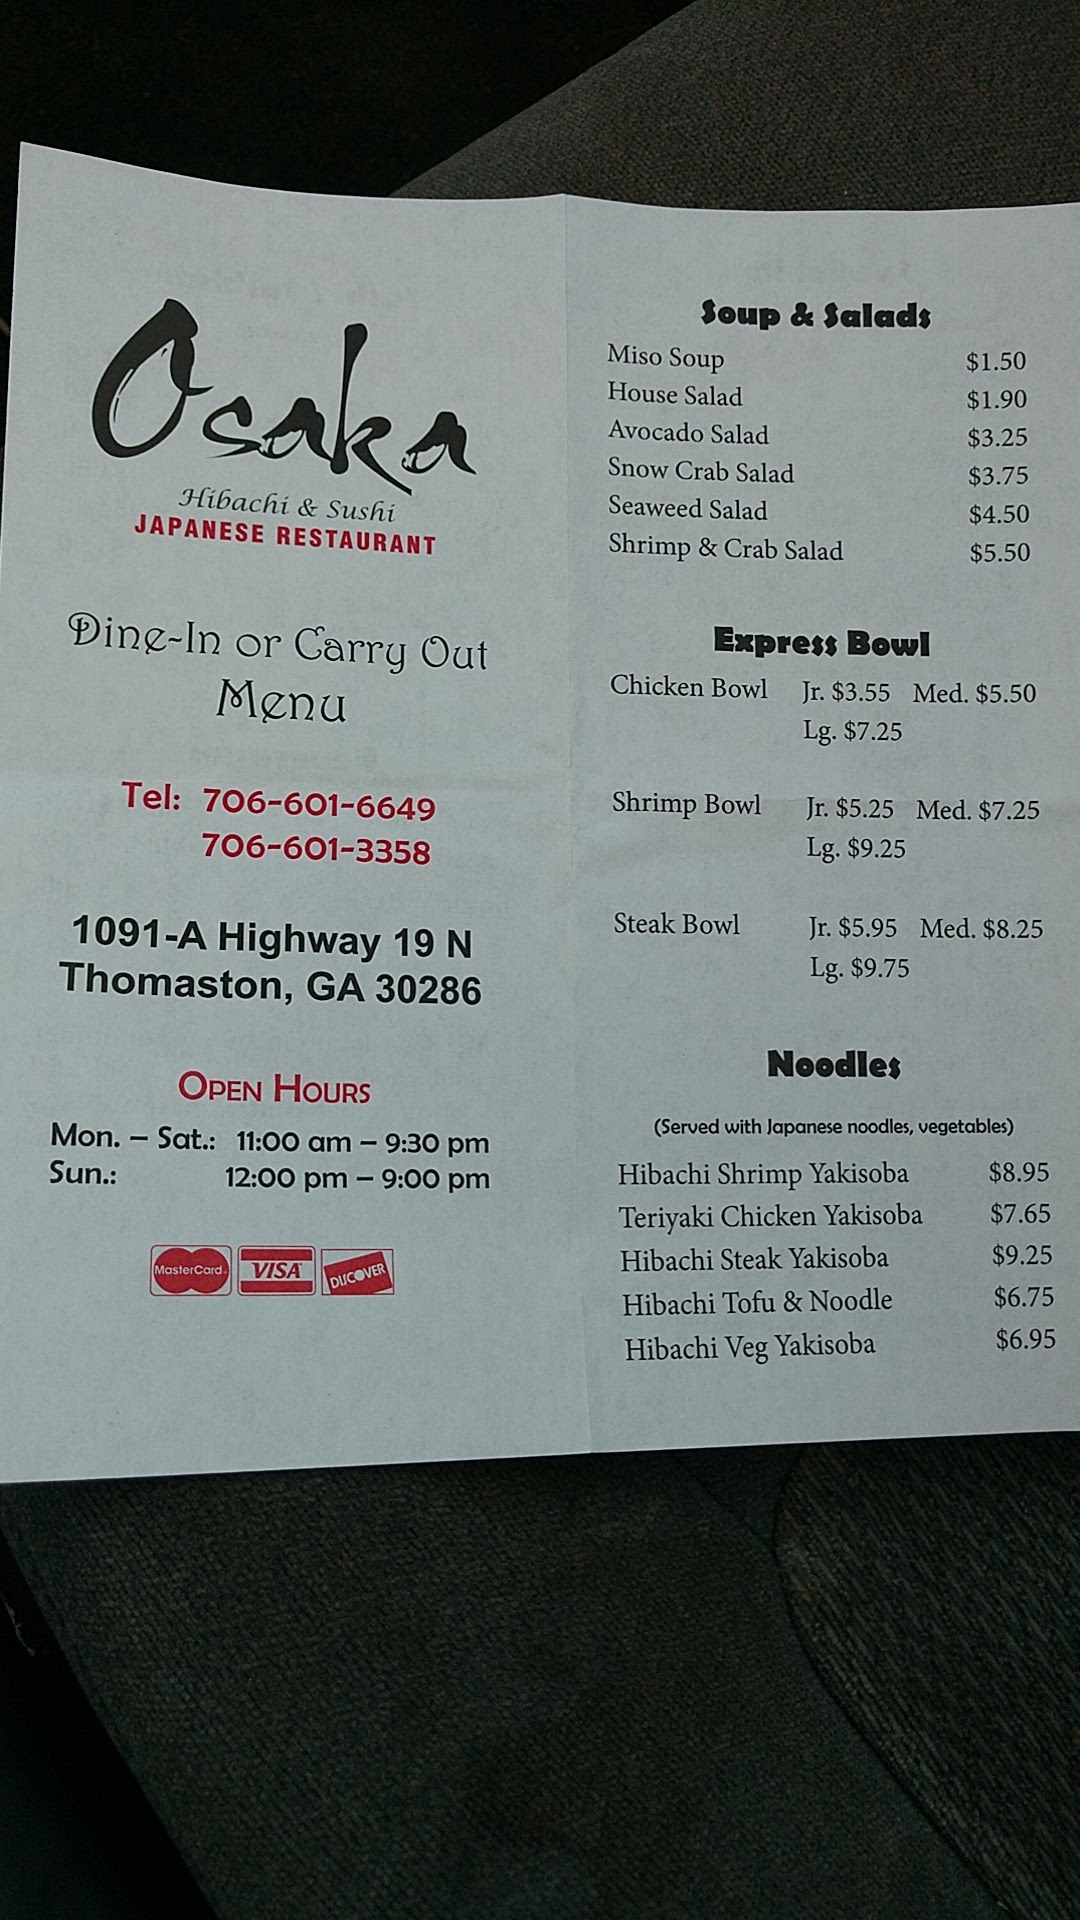 Osaka
Hibachi & Sushi
JAPANESE RESTAURANT
Dine-In or Carry Out
Menu
Tel: 706-601-6649
706-601-3358
1091-A Highway 19 N
Thomaston, GA 30286
OPEN HOURS
Mon. – Sat.: 11:00 am – 9:30 pm
Sun.: 12:00 pm – 9:00 pm
MasterCard VISA DISCOVER
Soup & Salads
Miso Soup $1.50
House Salad $1.90
Avocado Salad $3.25
Snow Crab Salad $3.75
Seaweed Salad $4.50
Shrimp & Crab Salad $5.50
Express Bowl
Chicken Bowl Jr. $3.55 Med. $5.50
Lg. $7.25
Shrimp Bowl Jr. $5.25 Med. $7.25
Lg. $9.25
Steak Bowl Jr. $5.95 Med. $8.25
Lg. $9.75
Noodles
(Served with Japanese noodles, vegetables)
Hibachi Shrimp Yakisoba $8.95
Teriyaki Chicken Yakisoba $7.65
Hibachi Steak Yakisoba $9.25
Hibachi Tofu & Noodle $6.75
Hibachi Veg Yakisoba $6.95